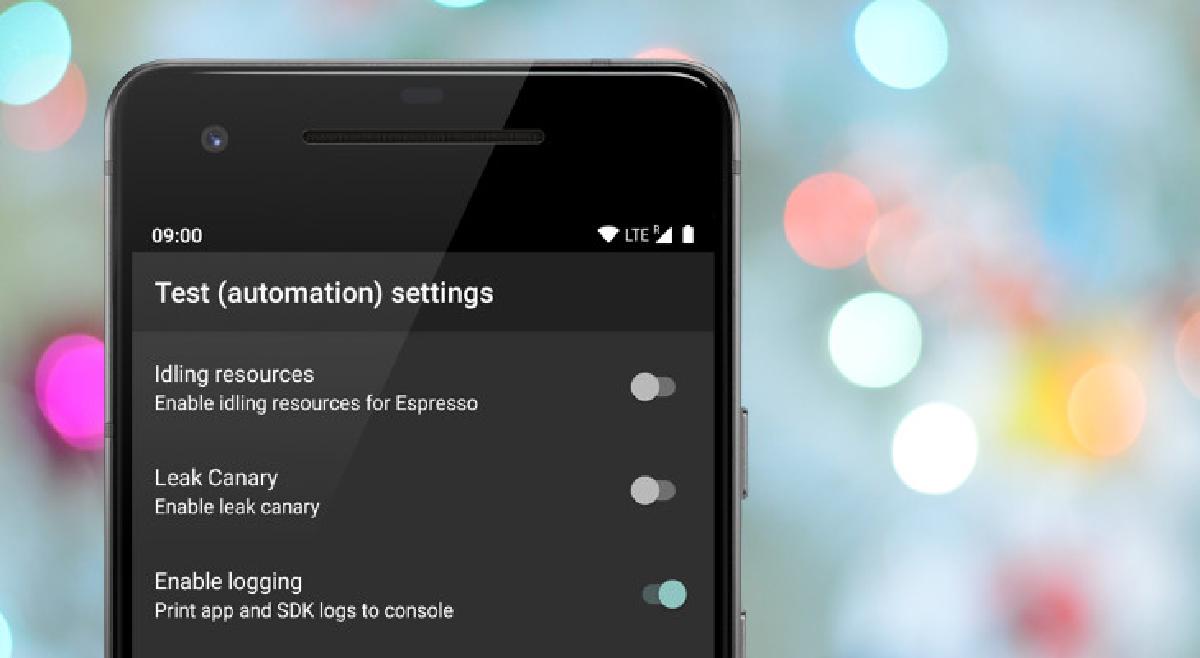 09:00
LTE R
Test (automation) settings
Idling resources
Enable idling resources for Espresso
Leak Canary
Enable leak canary
Enable logging
Print app and SDK logs to console